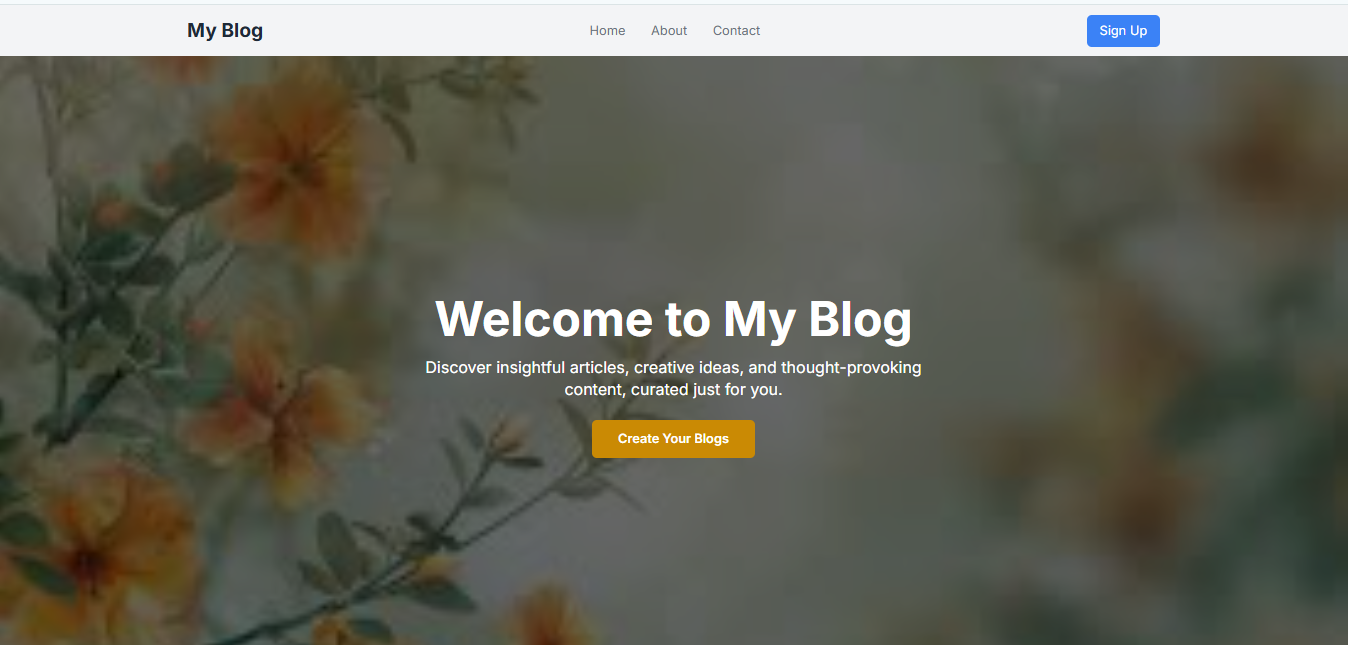 My Blog
Home About Contact
Sign Up
Welcome to My Blog
Discover insightful articles, creative ideas, and thought-provoking
content, curated just for you.
Create Your Blogs